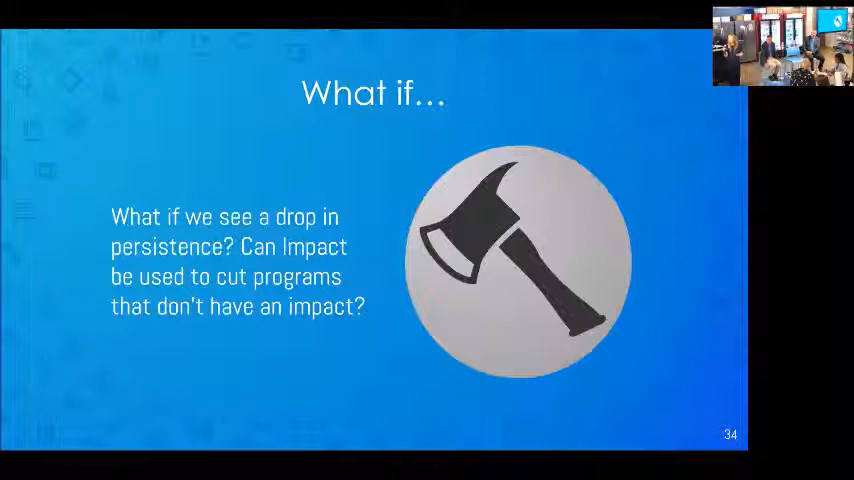 What if...
What if we see a drop in
persistence? Can Impact
be used to cut programs
that don't have an impact?
34